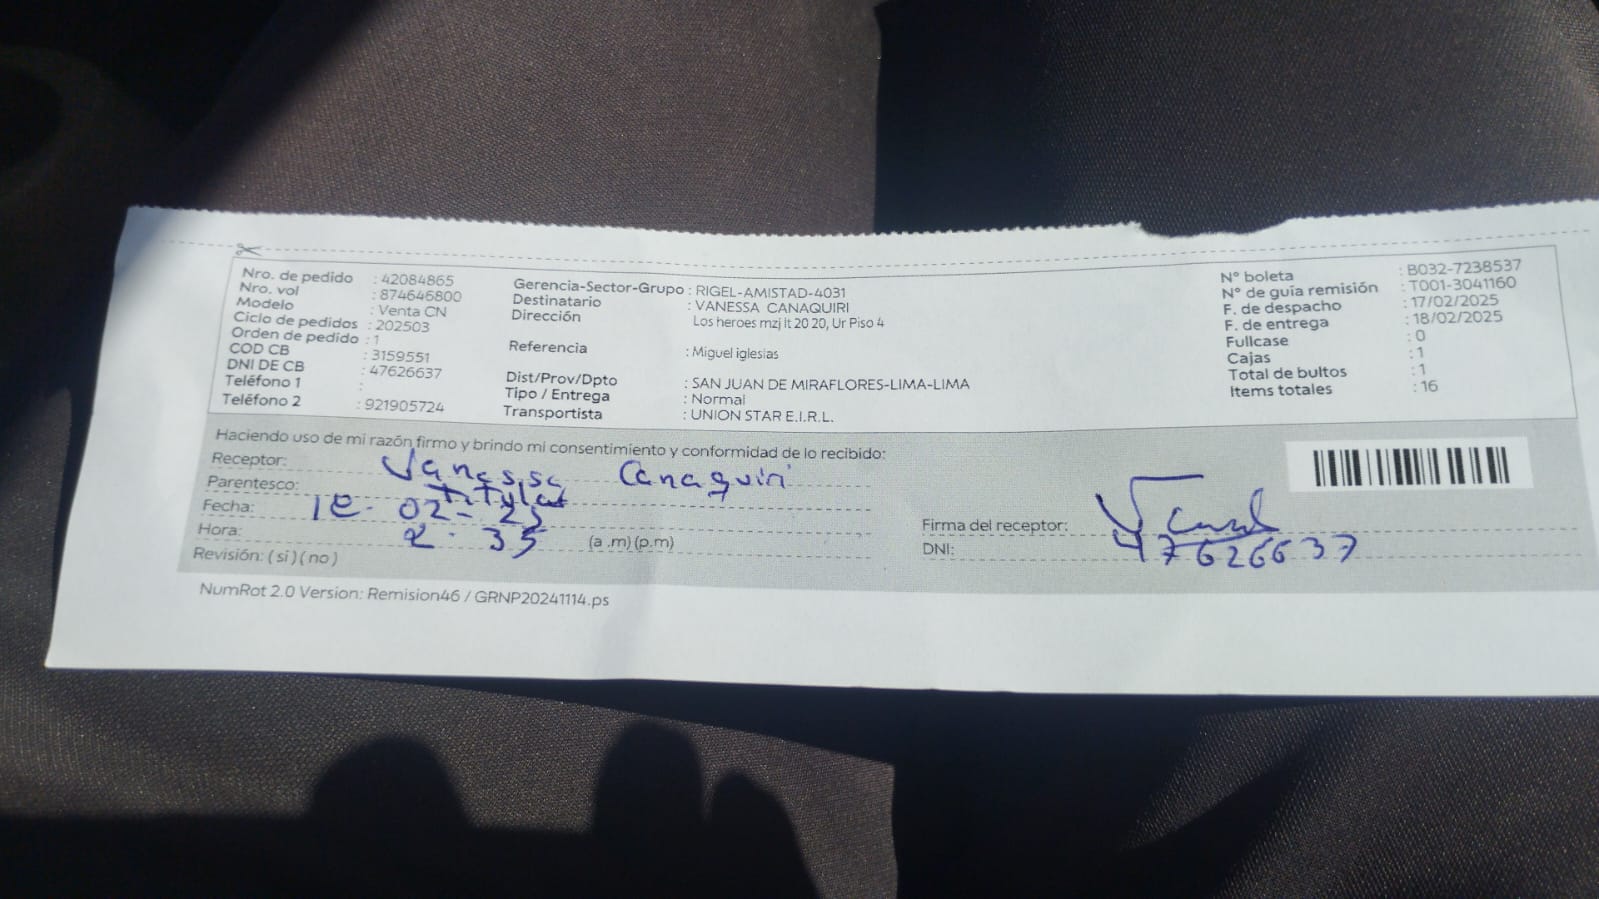 Nro. de pedido : 42084865
Nro. vol : 874646800
Modelo : Venta CN
Ciclo de pedidos : 202503
Orden de pedido : 1
COD CB : 3159551
DNI DE CB : 47626637
Teléfono 1 :
Teléfono 2 : 921905724
Gerencia-Sector-Grupo : RIGEL-AMISTAD-4031
Destinatario : VANESSA CANAQUIRI
Dirección Los heroes mzj lt 20 20, Ur Piso 4
Referencia : Miguel iglesias
Dist/Prov/Dpto : SAN JUAN DE MIRAFLORES-LIMA-LIMA
Tipo / Entrega : Normal
Transportista : UNION STAR E.I.R.L.
N° boleta : B032-7238537
N° de guía remisión : T001-3041160
F. de despacho : 17/02/2025
F. de entrega : 18/02/2025
Fullcase : 0
Cajas : 1
Total de bultos : 1
Items totales : 16
Haciendo uso de mi razón firmo y brindo mi consentimiento y conformidad de lo recibido:
Receptor: Vanessa Canaquiri
Parentesco:
Fecha: 18-02-25
Hora: 2-35 (a.m)(p.m)
Revisión: (si)(no)
Firma del receptor:
DNI: 47626637
NumRot 2.0 Version: Remision46 / GRNP20241114.ps